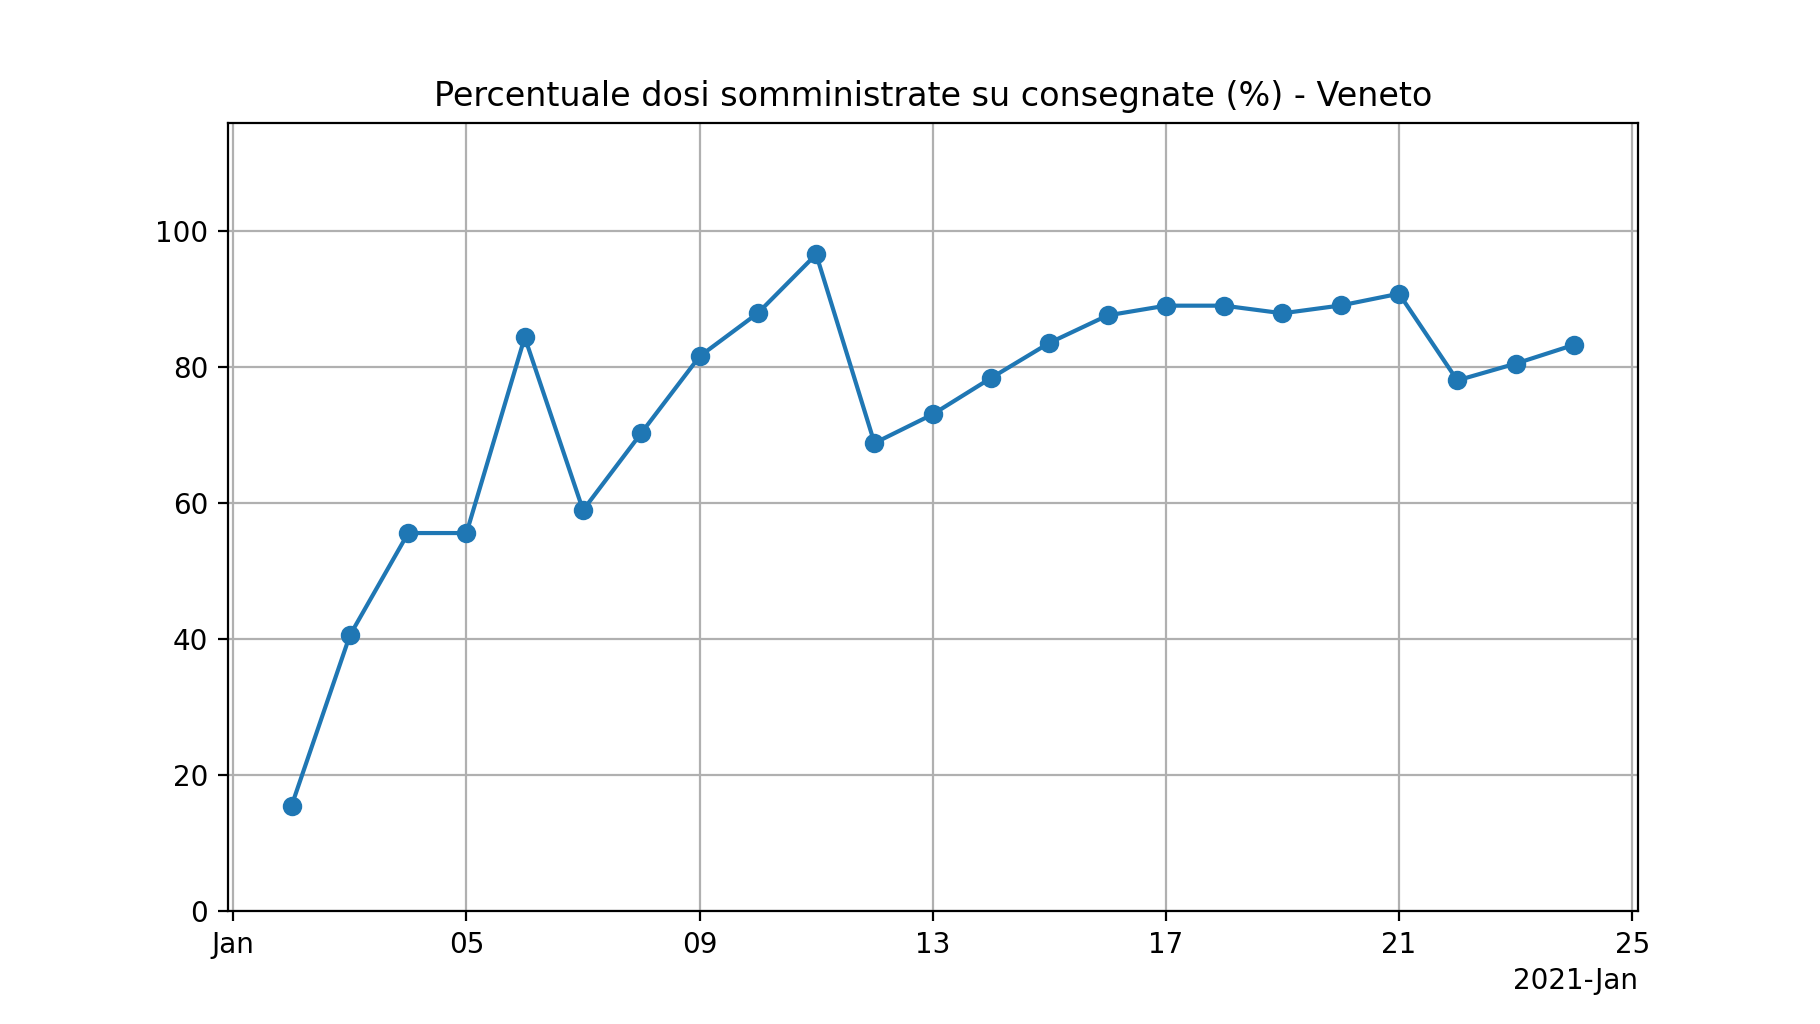 Percentuale dosi somministrate su consegnate (%) - Veneto
100
80
60
40
20
0
Jan 05 09 13 17 21 25
2021-Jan